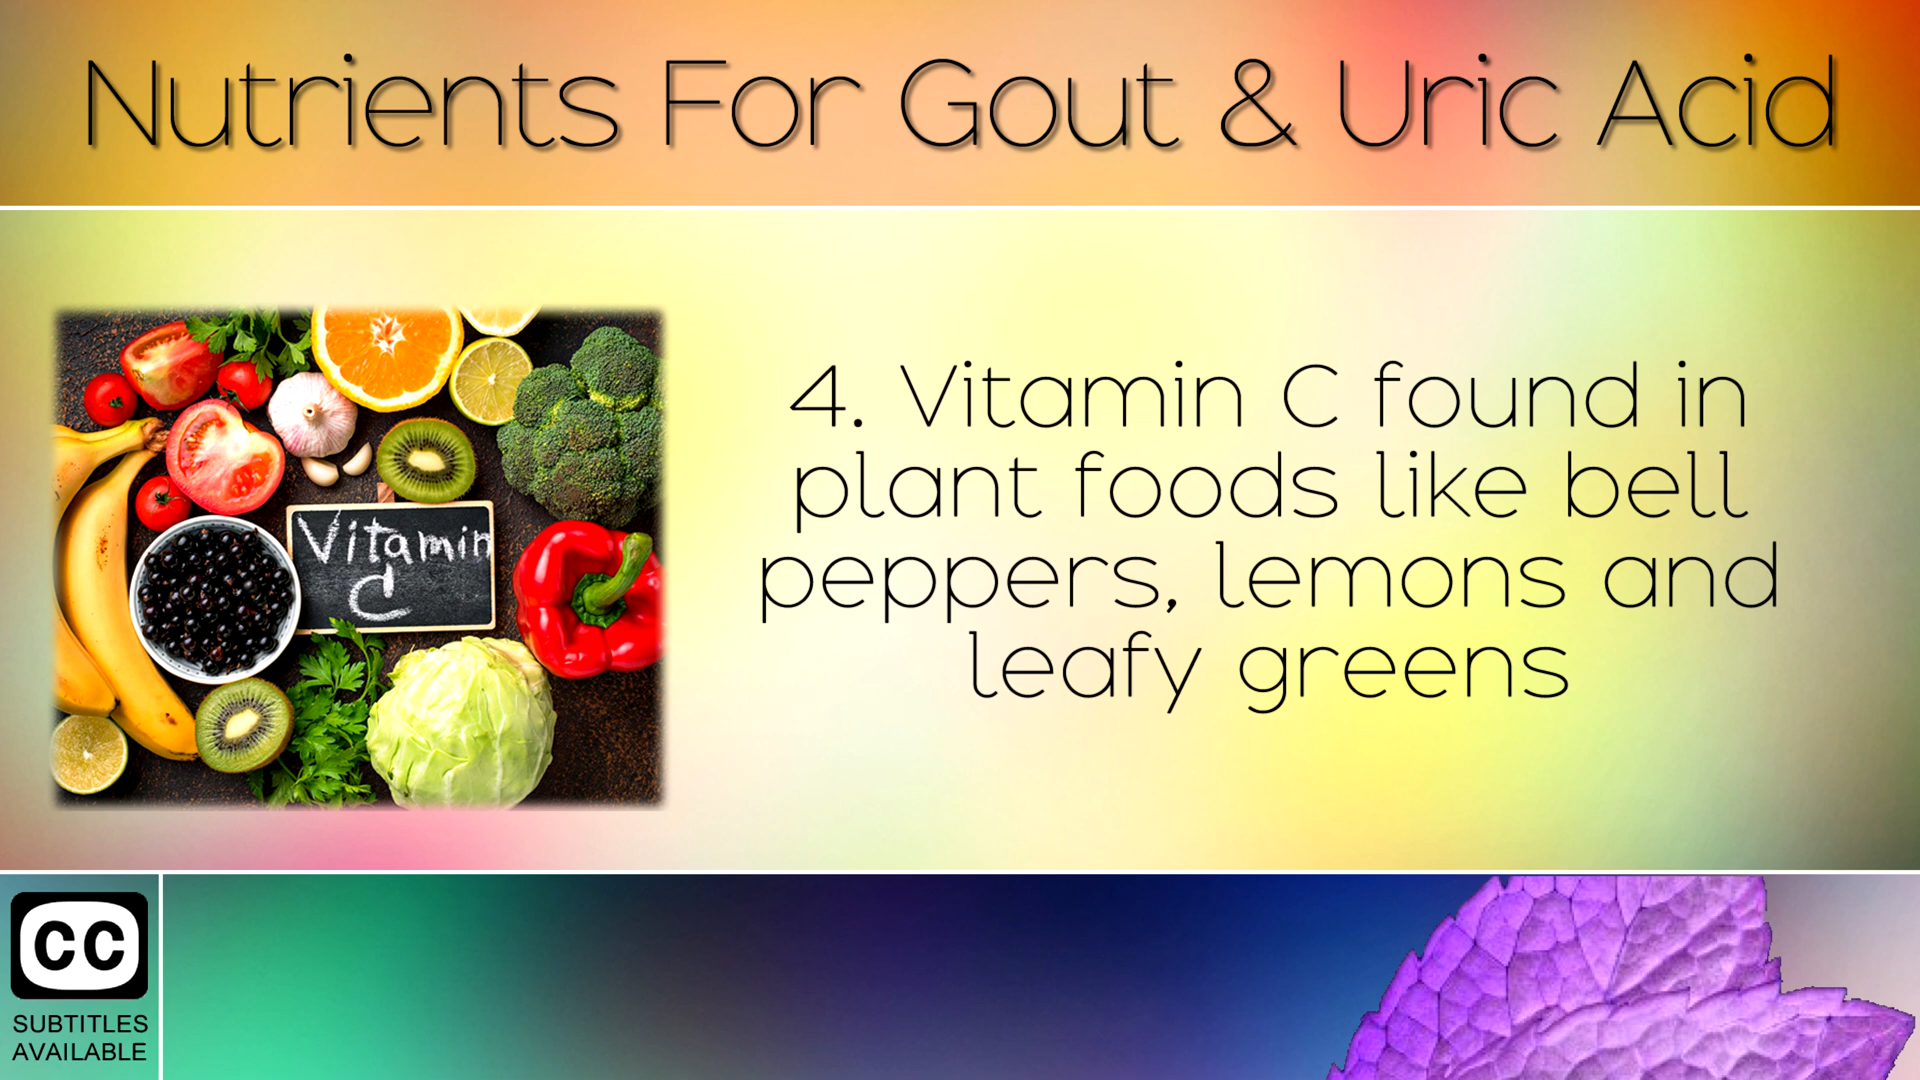 Nutrients For Gout & Uric Acid
Vitamin
C
4. Vitamin C found in
plant foods like bell
peppers, lemons and
leafy greens
CC
SUBTITLES
AVAILABLE